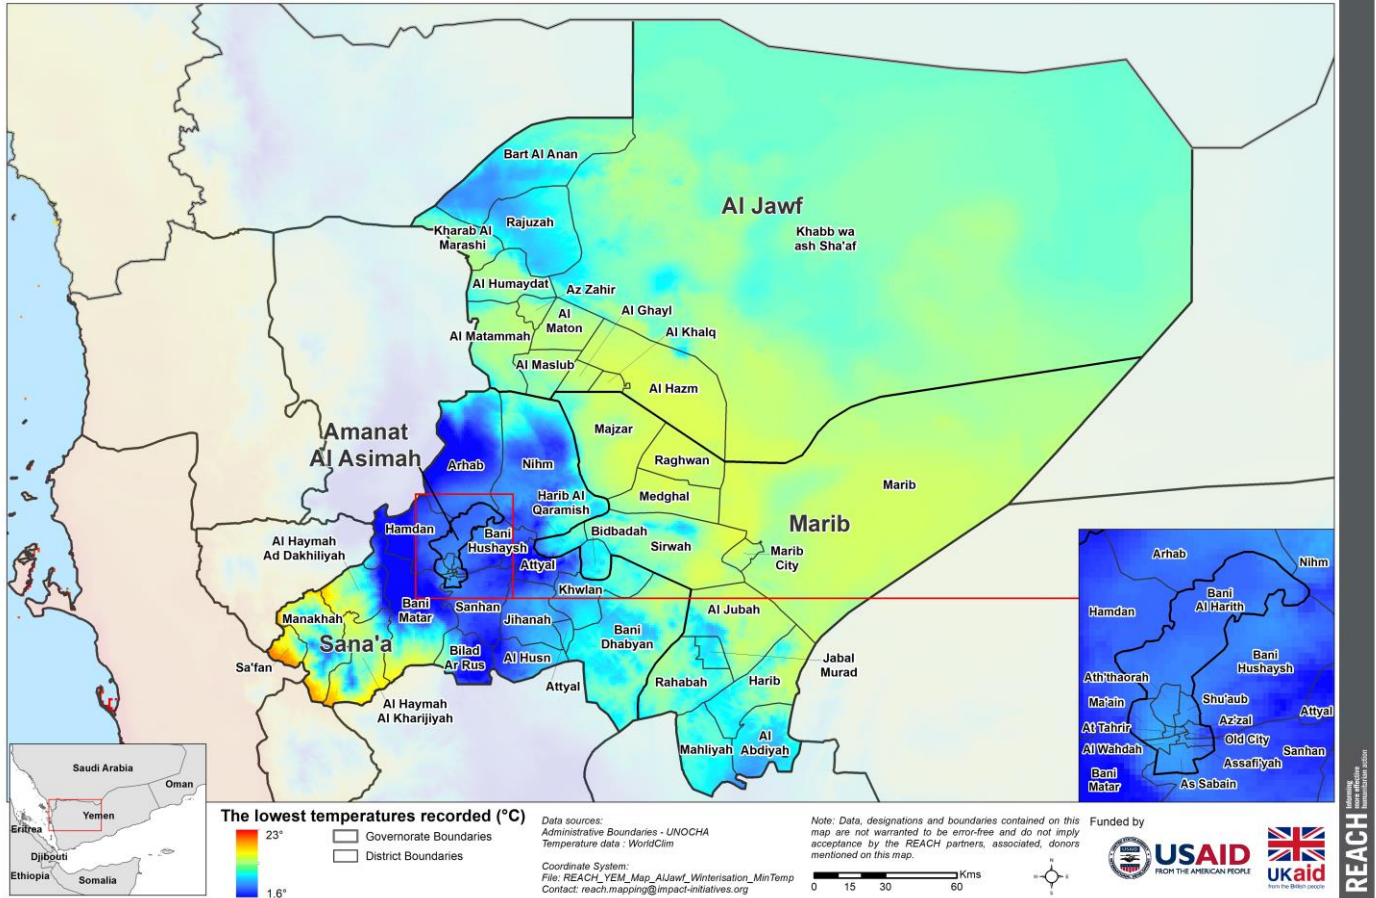 Bart Al Anan
Rajuzah
Kharab Al
Marashi
Al Jawf
Khabb wa
ash Sha'af
Al Humaydat
Az Zahir
Al
Maton
Al Ghayl
Al Khalq
Al Matammah
Al Maslub
Al Hazm
Amanat
Al Asimah
Majzar
Arhab
Nihm
Raghwan
Marib
Harib Al
Qaramish
Medghal
Marib
Hamdan
Bani
Hushaysh
Bidbadah
Sirwah
Al Haymah
Ad Dakhiliyah
Attyal
Marib
City
Khwlan
Bani
Matar
Sanhan
Jihanah
Al Jubah
Manakhah
Sana'a
Bani
Dhabyan
Bilad
Ar Rus
Al Husn
Sa'fan
Attyal
Rahabah
Harib
Jabal
Murad
Al Haymah
Al Kharijiyah
Mahliyah
Al
Abdiyah
Arhab
Nihm
Bani
Al Harith
Hamdan
Bani
Hushaysh
Ath'thaorah
Ma'ain
Shu'aub
Attyal
At Tahrir
Az'zal
Old City
Al Wahdah
Sanhan
Assafi'yah
Bani
Matar
As Sabain
Saudi Arabia
Oman
Yemen
Eritrea
Djibouti
Ethiopia
Somalia
The lowest temperatures recorded (°C)
23°
1.6°
Governorate Boundaries
District Boundaries
Data sources:
Administrative Boundaries - UNOCHA
Temperature data : WorldClim
Coordinate System:
File: REACH_YEM_Map_AlJawf_Winterisation_MinTemp
Contact: reach.mapping@impact-initiatives.org
Note: Data, designations and boundaries contained on this
map are not warranted to be error-free and do not imply
acceptance by the REACH partners, associated, donors
mentioned on this map.
Kms
0 15 30 60
N
Funded by
USAID
FROM THE AMERICAN PEOPLE
UKaid
from the British people
REACH
Informing
more effective
humanitarian action